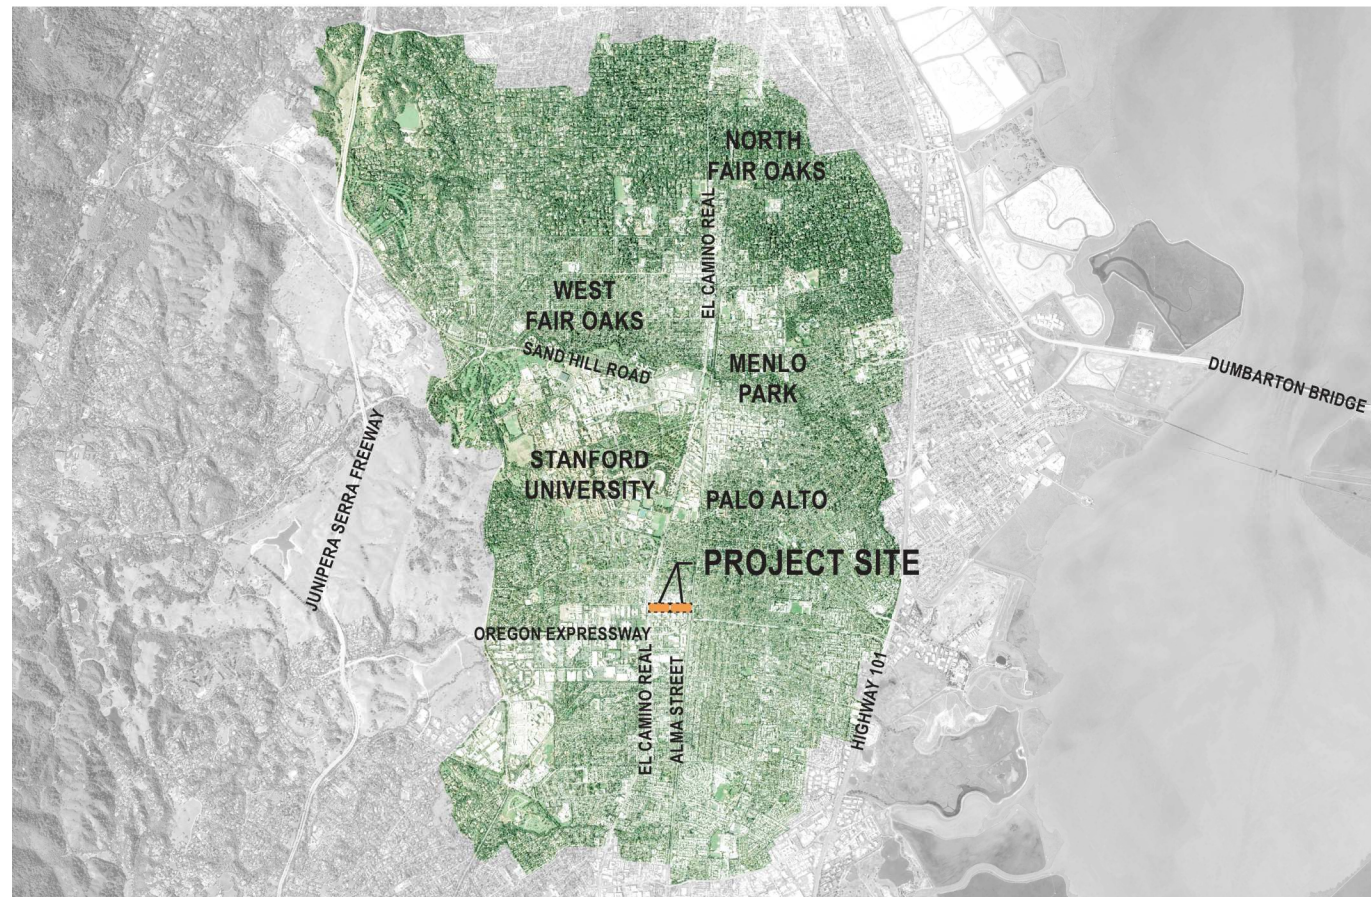 NORTH
FAIR OAKS
EL CAMINO REAL
WEST
FAIR OAKS
SAND HILL ROAD
MENLO
PARK
DUMBARTON BRIDGE
JUNIPERA SERRA FREEWAY
STANFORD
UNIVERSITY
PALO ALTO
PROJECT SITE
OREGON EXPRESSWAY
EL CAMINO REAL
ALMA STREET
HIGHWAY 101